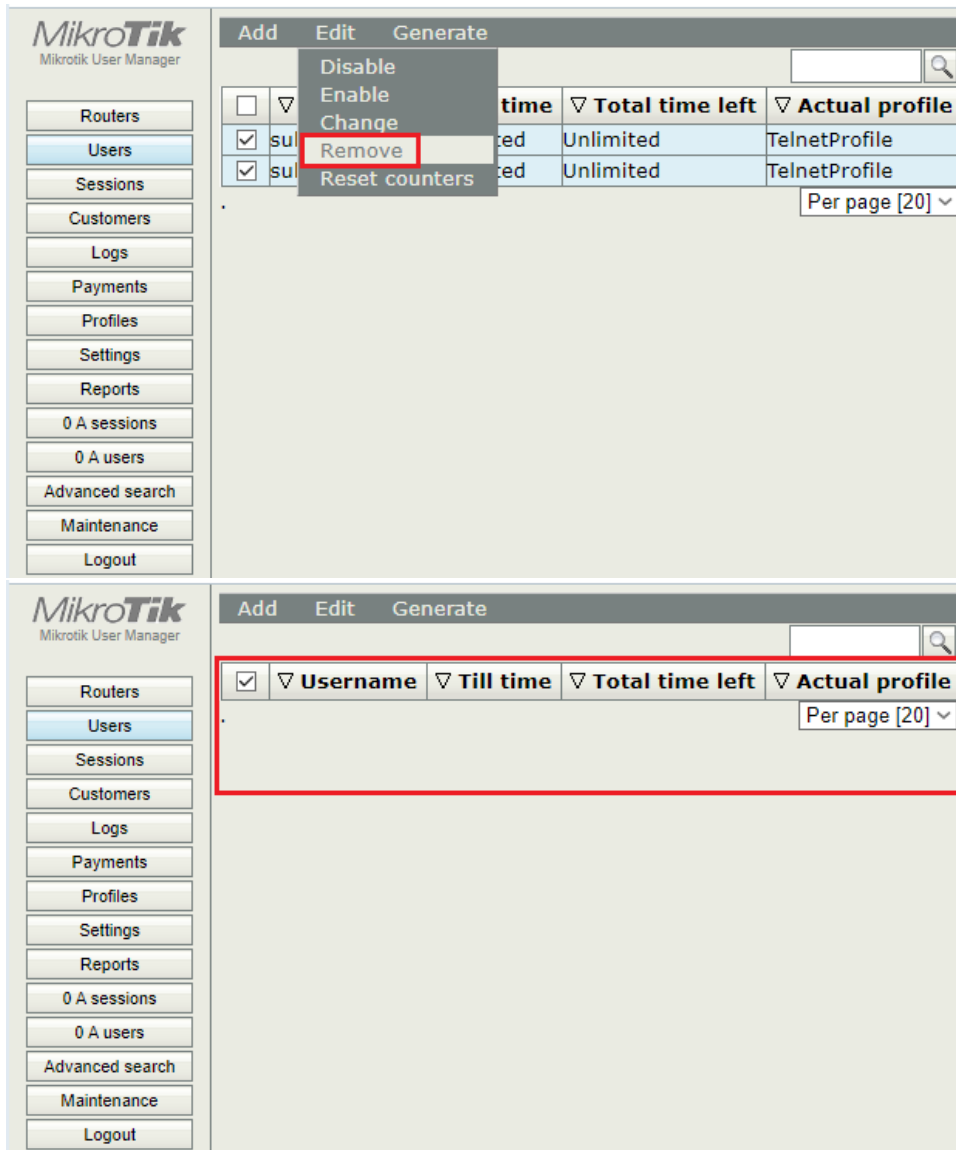 MikroTik
Mikrotik User Manager
Routers
Users
Sessions
Customers
Logs
Payments
Profiles
Settings
Reports
0 A sessions
0 A users
Advanced search
Maintenance
Logout
Add Edit Generate
Disable
Enable
Change
Remove
Reset counters
▽ time ▽ Total time left ▽ Actual profile
sul ted Unlimited TelnetProfile
sul ted Unlimited TelnetProfile
. Per page [20]
MikroTik
Mikrotik User Manager
Routers
Users
Sessions
Customers
Logs
Payments
Profiles
Settings
Reports
0 A sessions
0 A users
Advanced search
Maintenance
Logout
Add Edit Generate
▽ Username ▽ Till time ▽ Total time left ▽ Actual profile
. Per page [20]